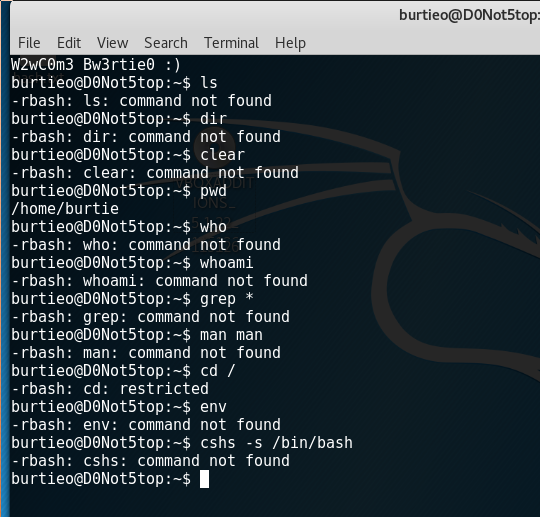 burtieo@D0Not5top:
File Edit View Search Terminal Help
W2wC0m3 Bw3rtie0 :)
burtieo@D0Not5top:~$ ls
-rbash: ls: command not found
burtieo@D0Not5top:~$ dir
-rbash: dir: command not found
burtieo@D0Not5top:~$ clear
-rbash: clear: command not found
burtieo@D0Not5top:~$ pwd
/home/burtie
burtieo@D0Not5top:~$ who
-rbash: who: command not found
burtieo@D0Not5top:~$ whoami
-rbash: whoami: command not found
burtieo@D0Not5top:~$ grep *
-rbash: grep: command not found
burtieo@D0Not5top:~$ man man
-rbash: man: command not found
burtieo@D0Not5top:~$ cd /
-rbash: cd: restricted
burtieo@D0Not5top:~$ env
-rbash: env: command not found
burtieo@D0Not5top:~$ cshs -s /bin/bash
-rbash: cshs: command not found
burtieo@D0Not5top:~$